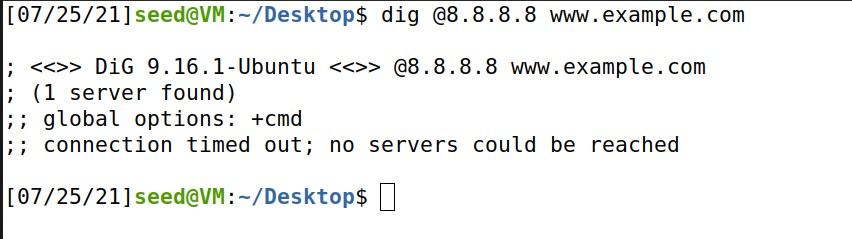 [07/25/21]seed@VM:~/Desktop$ dig @8.8.8.8 www.example.com
; <<>> DiG 9.16.1-Ubuntu <<>> @8.8.8.8 www.example.com
; (1 server found)
;; global options: +cmd
;; connection timed out; no servers could be reached
[07/25/21]seed@VM:~/Desktop$